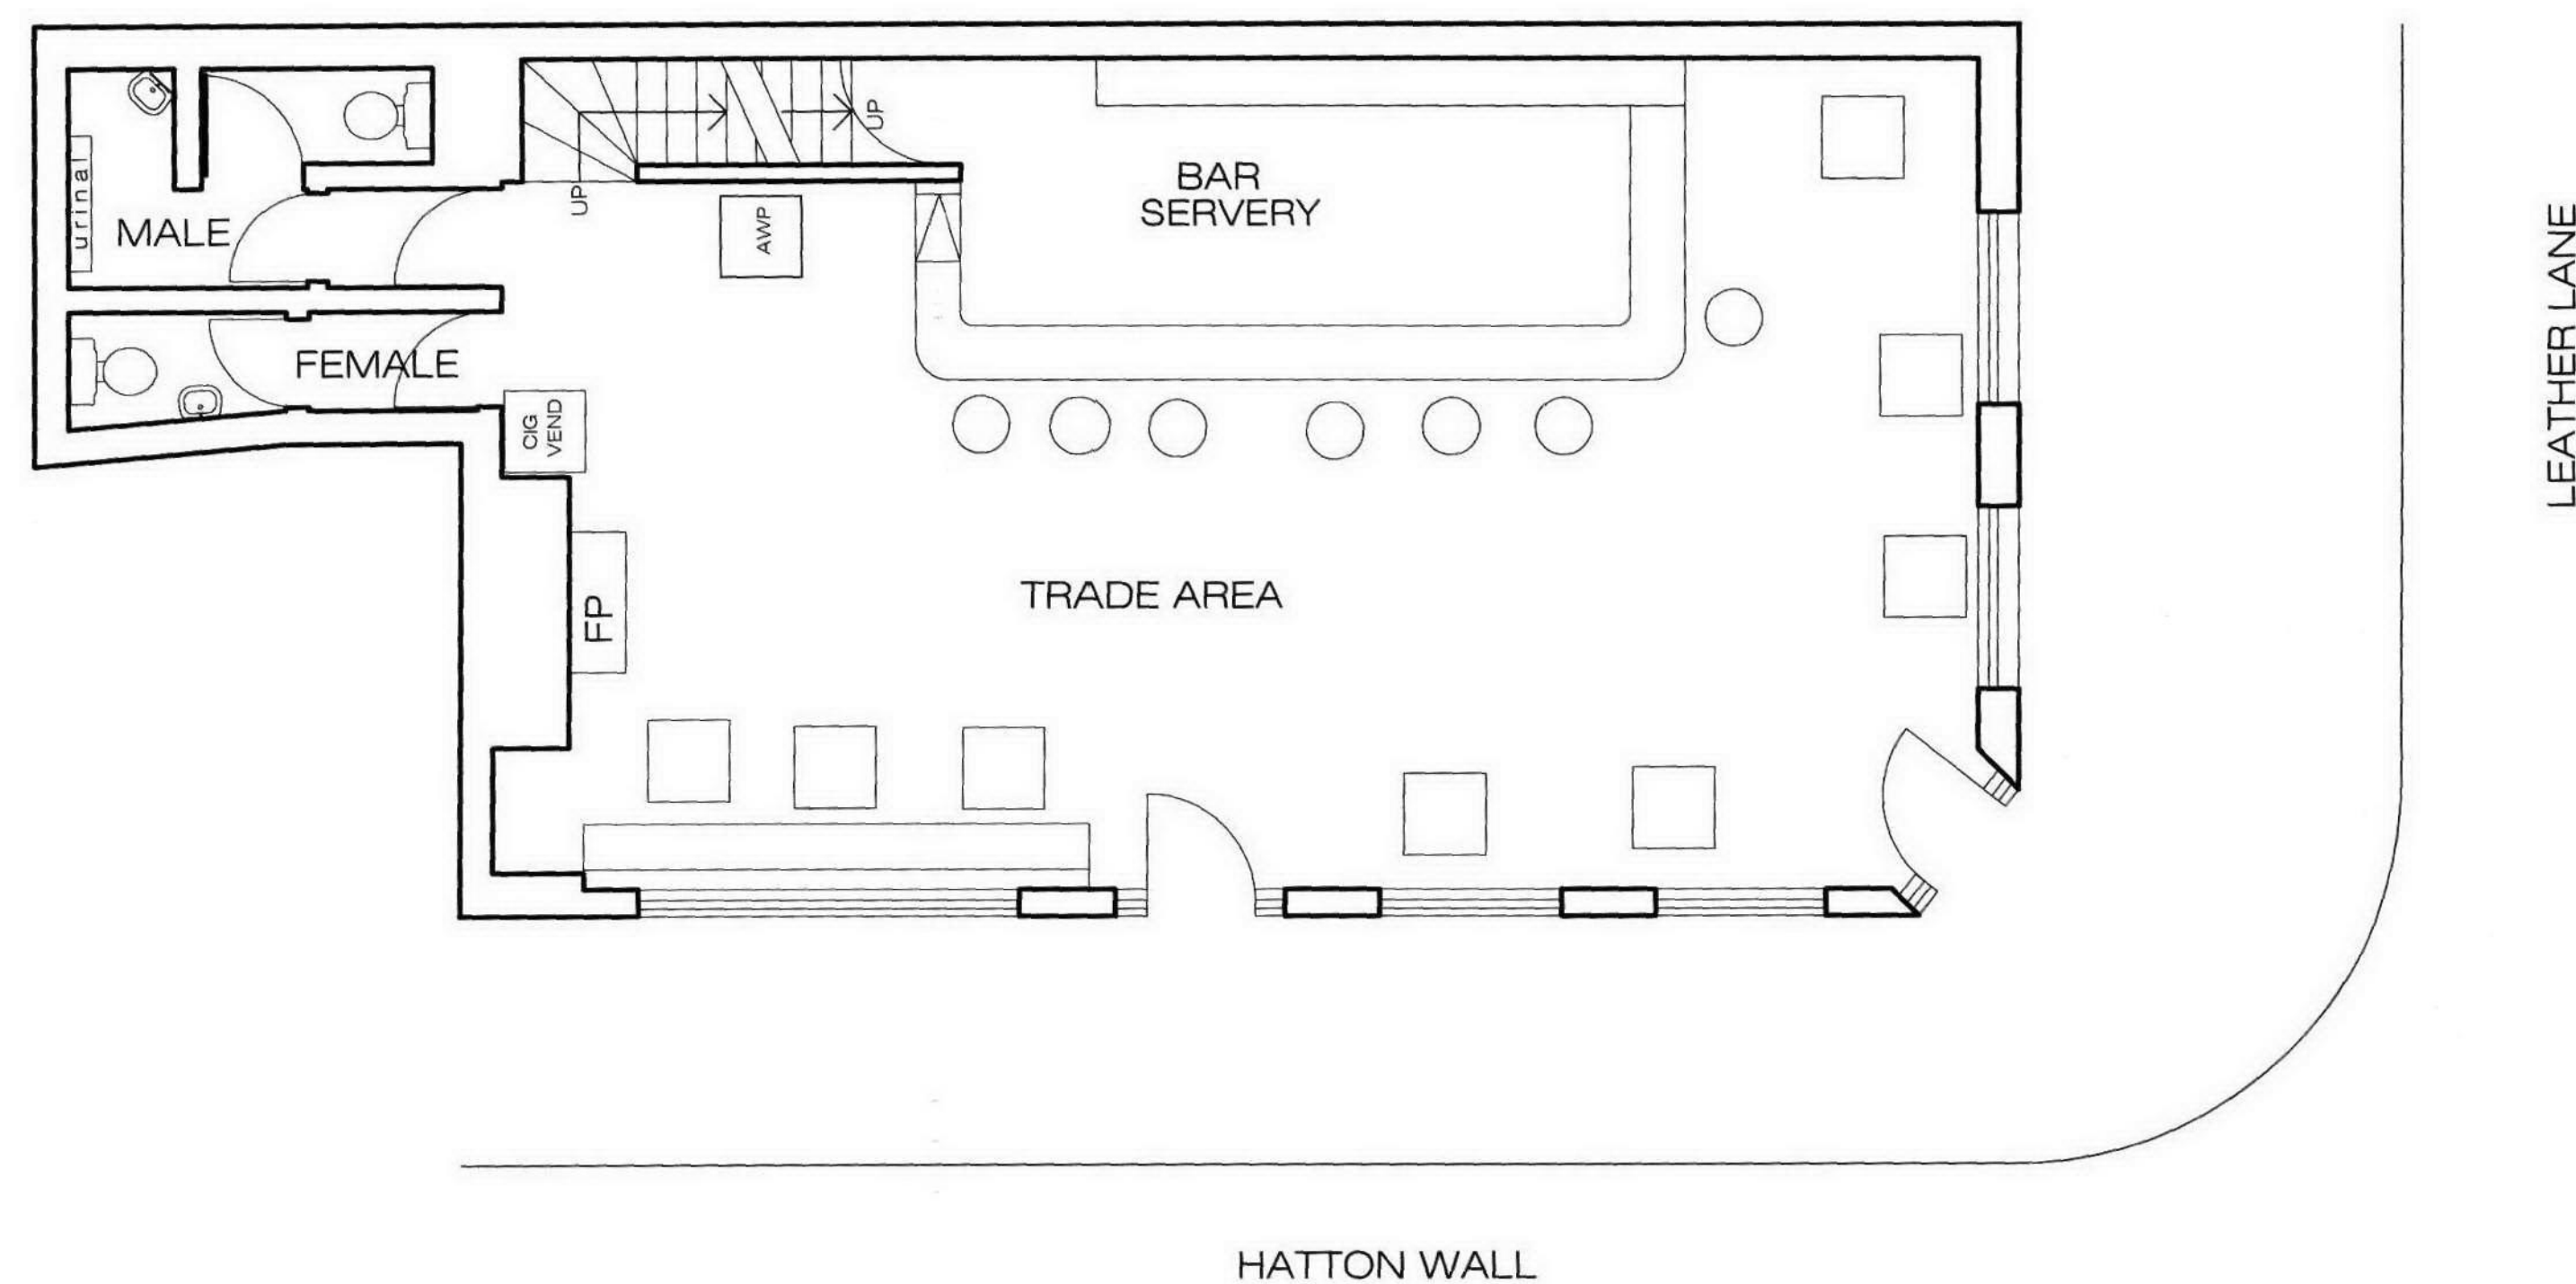 UP
UP
urinal
MALE
AWP
BAR
SERVERY
FEMALE
CIG
VEND
FP
TRADE AREA
LEATHER LANE
HATTON WALL